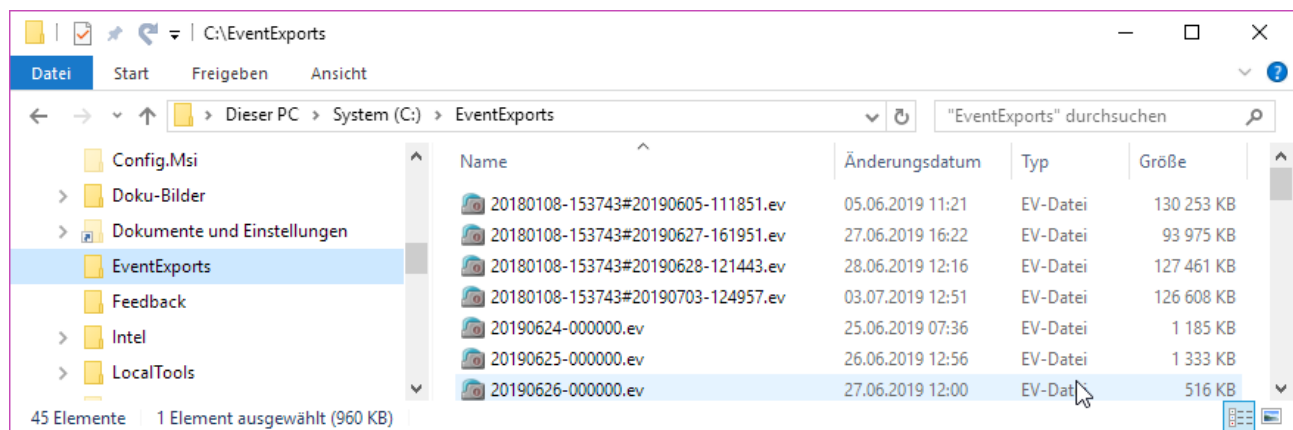 C:\EventExports
Datei Start Freigeben Ansicht
Dieser PC System (C:) EventExports "EventExports" durchsuchen
Config.Msi
Doku-Bilder
Dokumente und Einstellungen
EventExports
Feedback
Intel
LocalTools
Name Änderungsdatum Typ Größe
20180108-153743#20190605-111851.ev 05.06.2019 11:21 EV-Datei 130 253 KB
20180108-153743#20190627-161951.ev 27.06.2019 16:22 EV-Datei 93 975 KB
20180108-153743#20190628-121443.ev 28.06.2019 12:16 EV-Datei 127 461 KB
20180108-153743#20190703-124957.ev 03.07.2019 12:51 EV-Datei 126 608 KB
20190624-000000.ev 25.06.2019 07:36 EV-Datei 1 185 KB
20190625-000000.ev 26.06.2019 12:56 EV-Datei 1 333 KB
20190626-000000.ev 27.06.2019 12:00 EV-Datei 516 KB
45 Elemente 1 Element ausgewählt (960 KB)